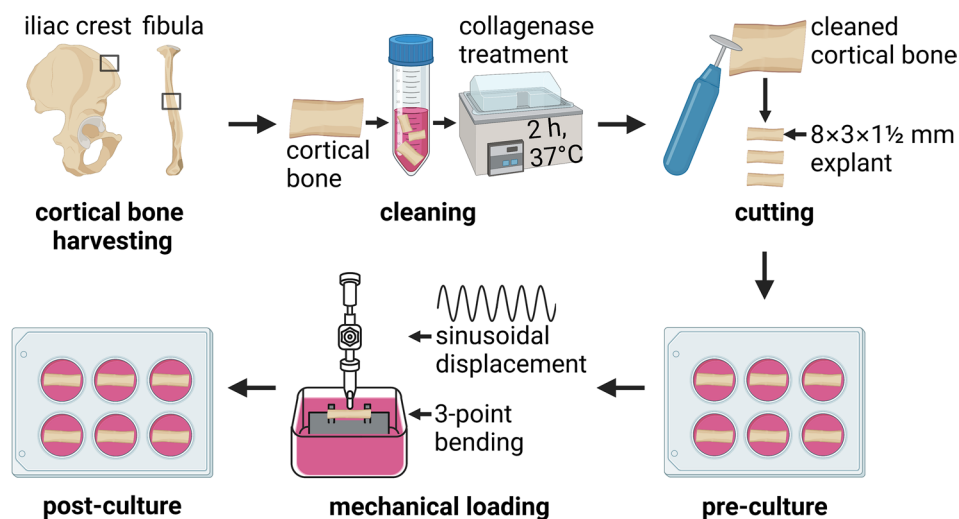 iliac crest fibula
cortical bone
harvesting
cortical
bone
collagenase
treatment
2 h,
37°C
cleaning
cleaned
cortical bone
8×3×1½ mm
explant
cutting
pre-culture
sinusoidal
displacement
3-point
bending
mechanical loading
post-culture